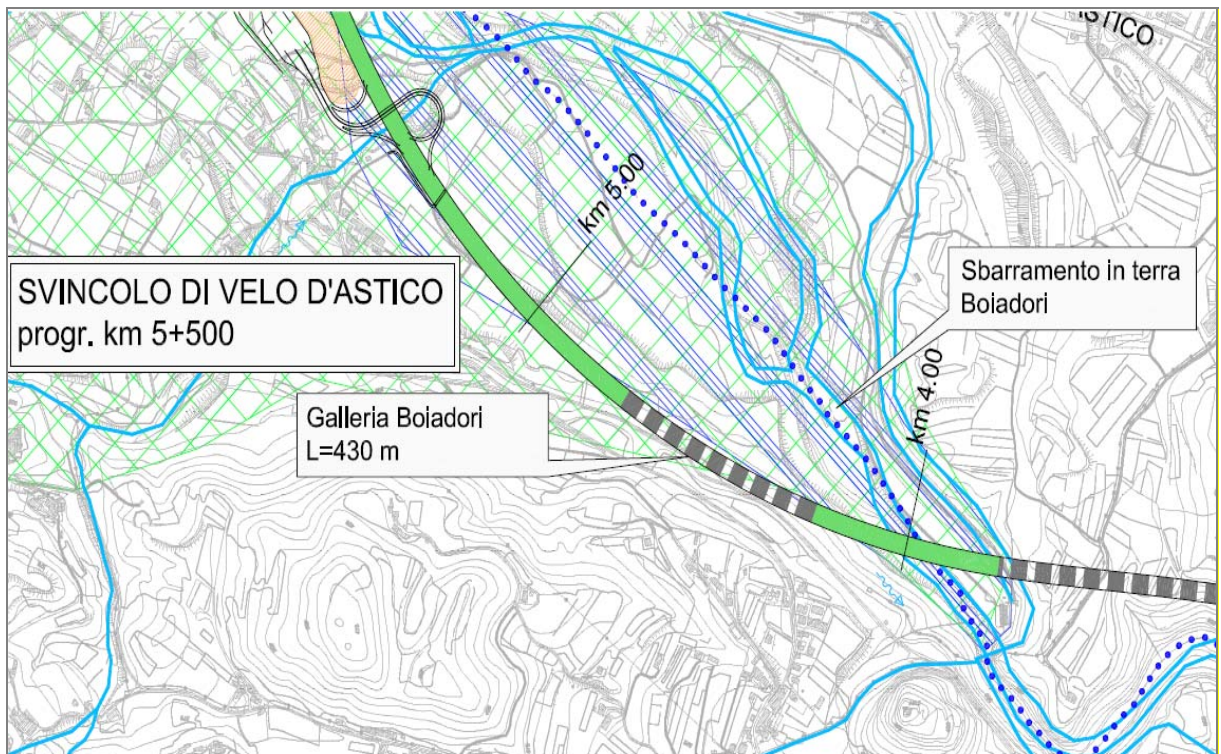 ISTICO
km 5.00
SVINCOLO DI VELO D'ASTICO
progr. km 5+500
Sbarramento in terra
Boiadori
km 4.00
Galleria Boiadori
L=430 m